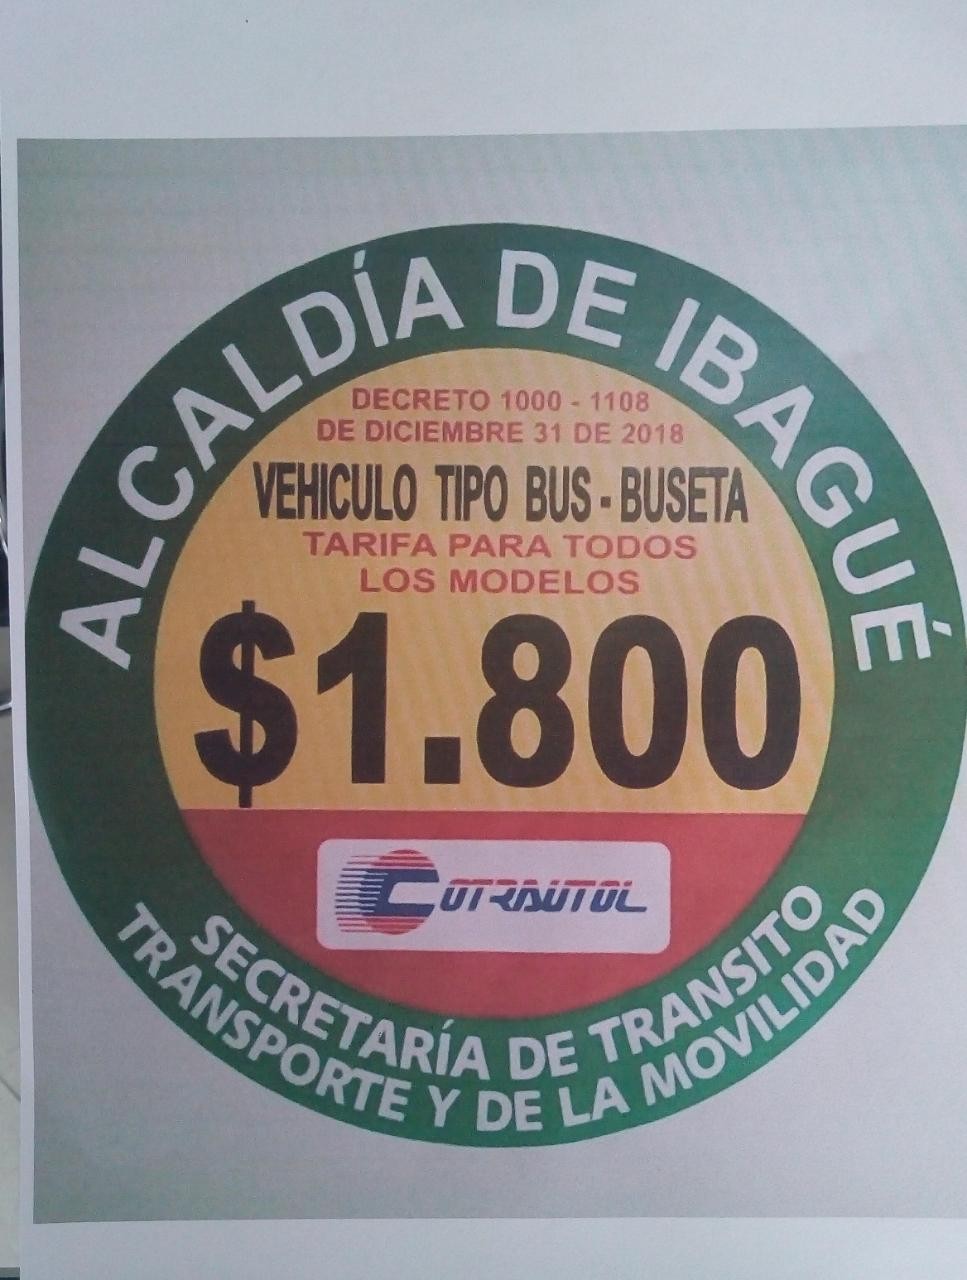 ALCALDÍA DE IBAGUÉ
DECRETO 1000 - 1108
DE DICIEMBRE 31 DE 2018
VEHICULO TIPO BUS - BUSETA
TARIFA PARA TODOS
LOS MODELOS
$1.800
COTRAUTOL
SECRETARÍA DE TRANSITO
TRANSPORTE Y DE LA MOVILIDAD